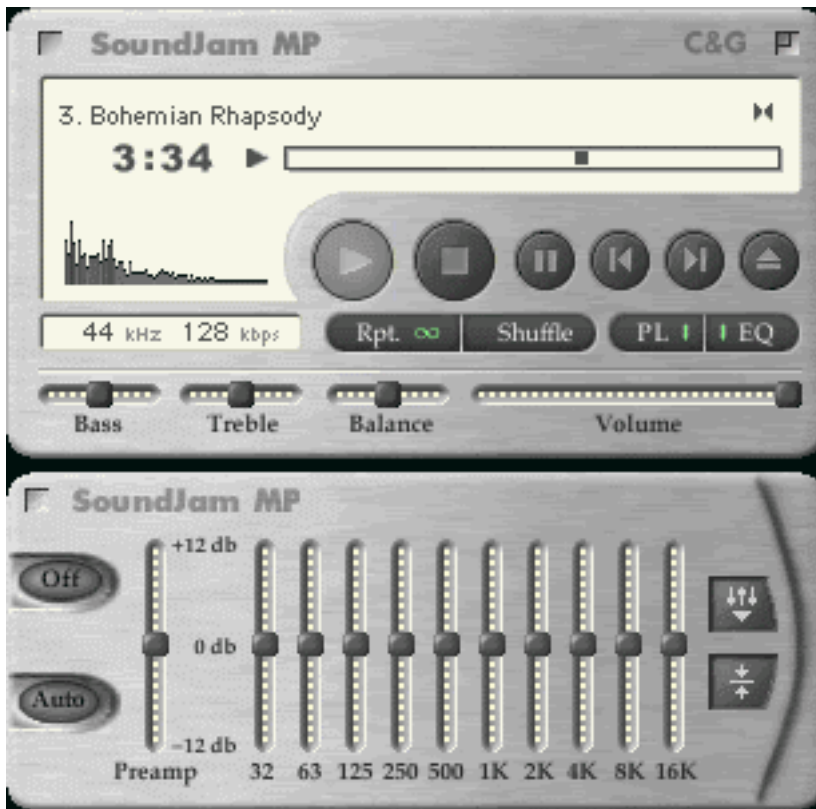 SoundJam MP C&G
3. Bohemian Rhapsody
3:34
44 kHz 128 kbps Rpt. ∞ Shuffle PL EQ
Bass Treble Balance Volume
SoundJam MP
+12 db
Off
0 db
Auto
-12 db
Preamp 32 63 125 250 500 1K 2K 4K 8K 16K